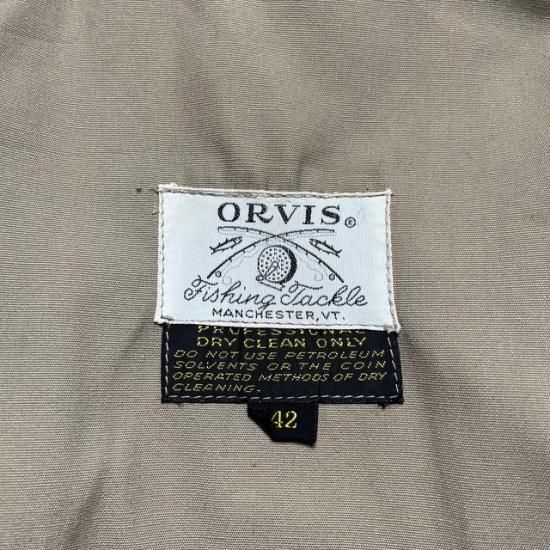 ORVIS®
Fishing Tackle
MANCHESTER, VT.
PROFESSIONAL
DRY CLEAN ONLY
DO NOT USE PETROLEUM
SOLVENTS OR THE COIN
OPERATED METHODS OF DRY
CLEANING.
42